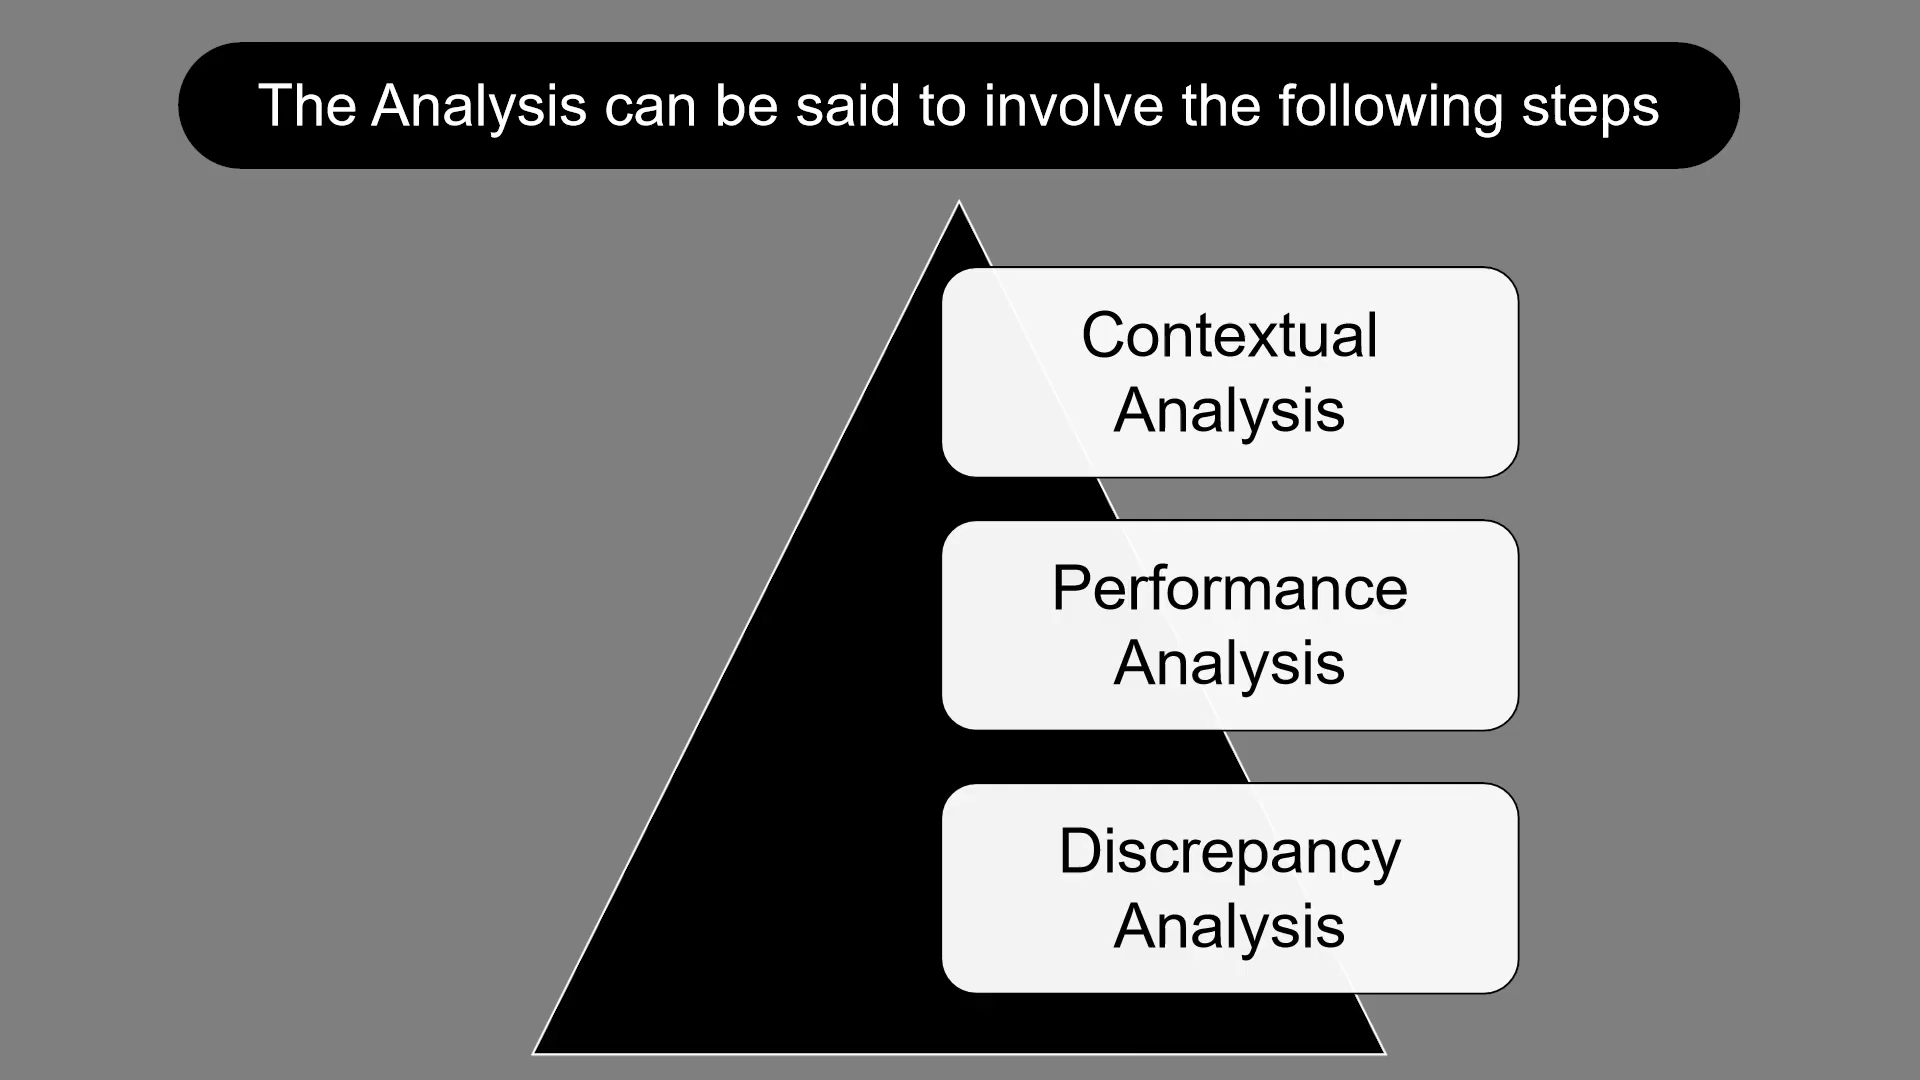 The Analysis can be said to involve the following steps
Contextual
Analysis
Performance
Analysis
Discrepancy
Analysis